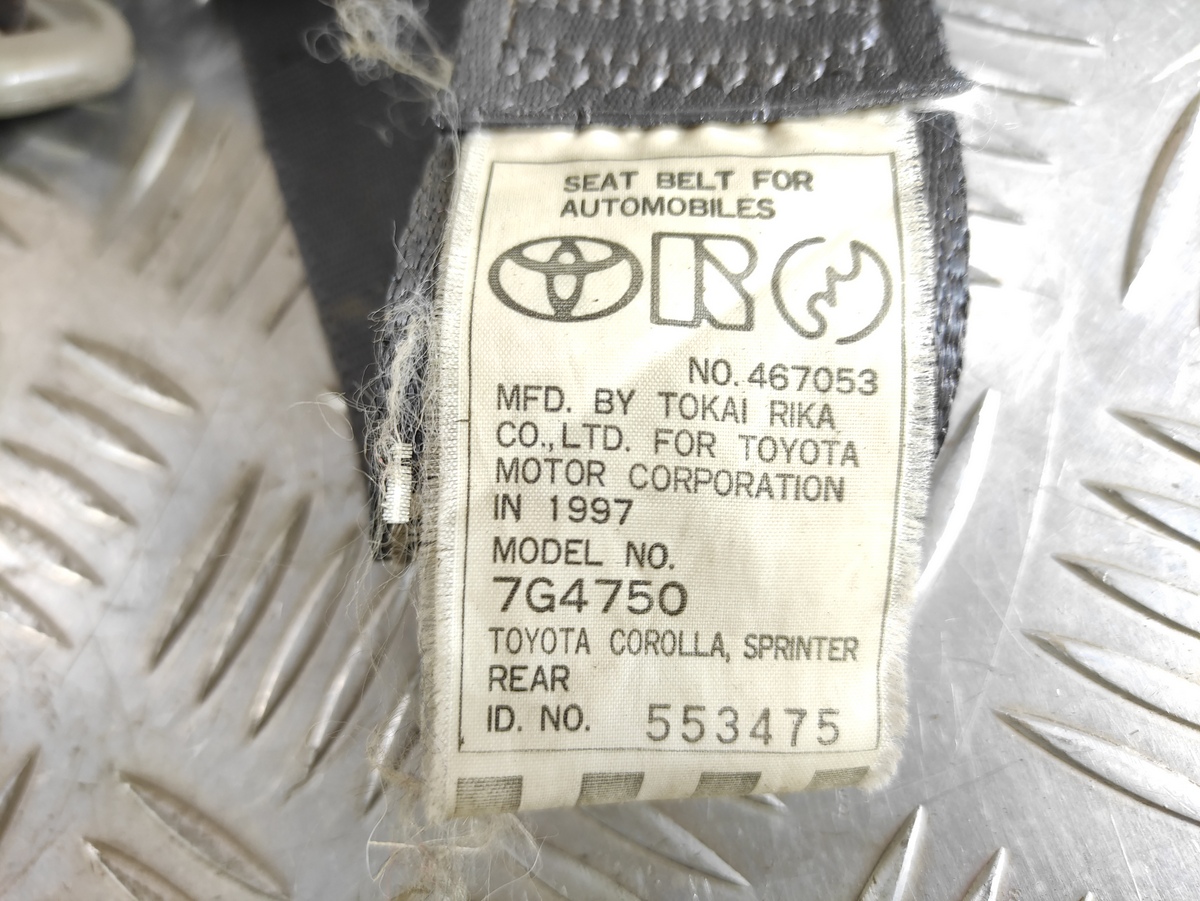 SEAT BELT FOR
AUTOMOBILES
NO. 467053
MFD. BY TOKAI RIKA
CO., LTD. FOR TOYOTA
MOTOR CORPORATION
IN 1997
MODEL NO.
7G4750
TOYOTA COROLLA, SPRINTER
REAR
ID. NO. 553475